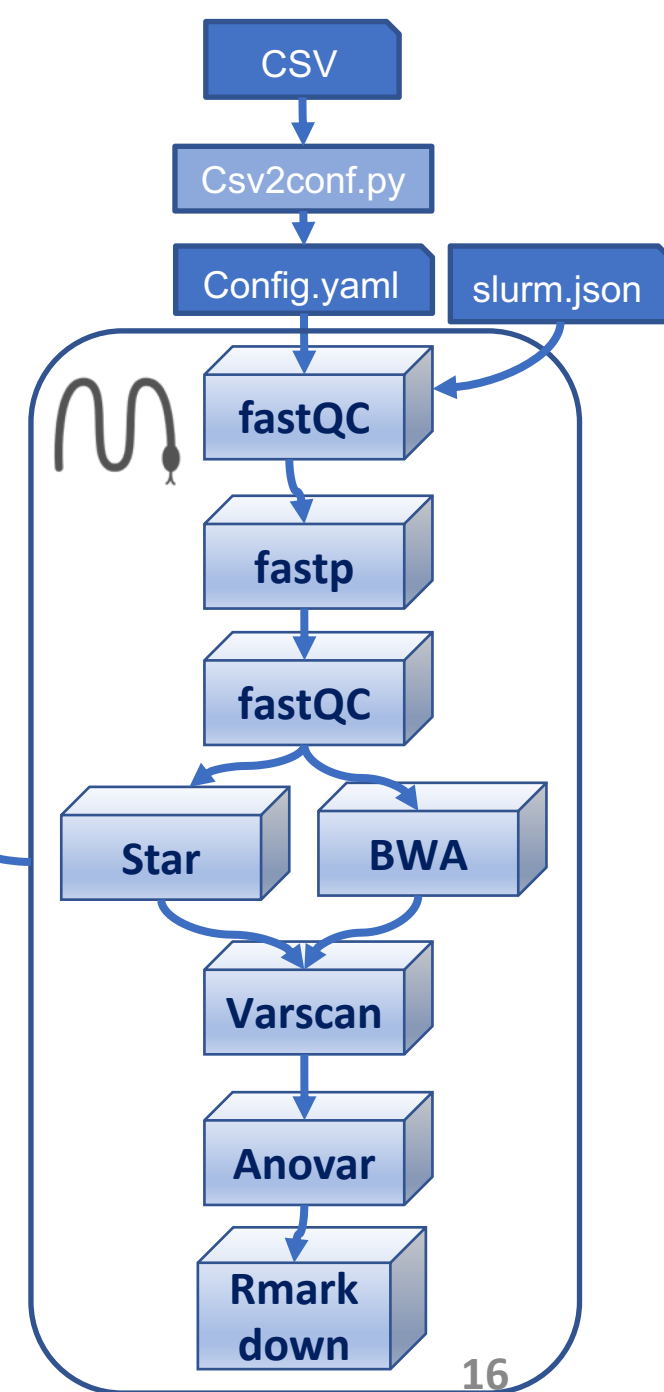 CSV
Csv2conf.py
Config.yaml
slurm.json
fastQC
fastp
fastQC
Star
BWA
Varscan
Anovar
Rmark
down
16